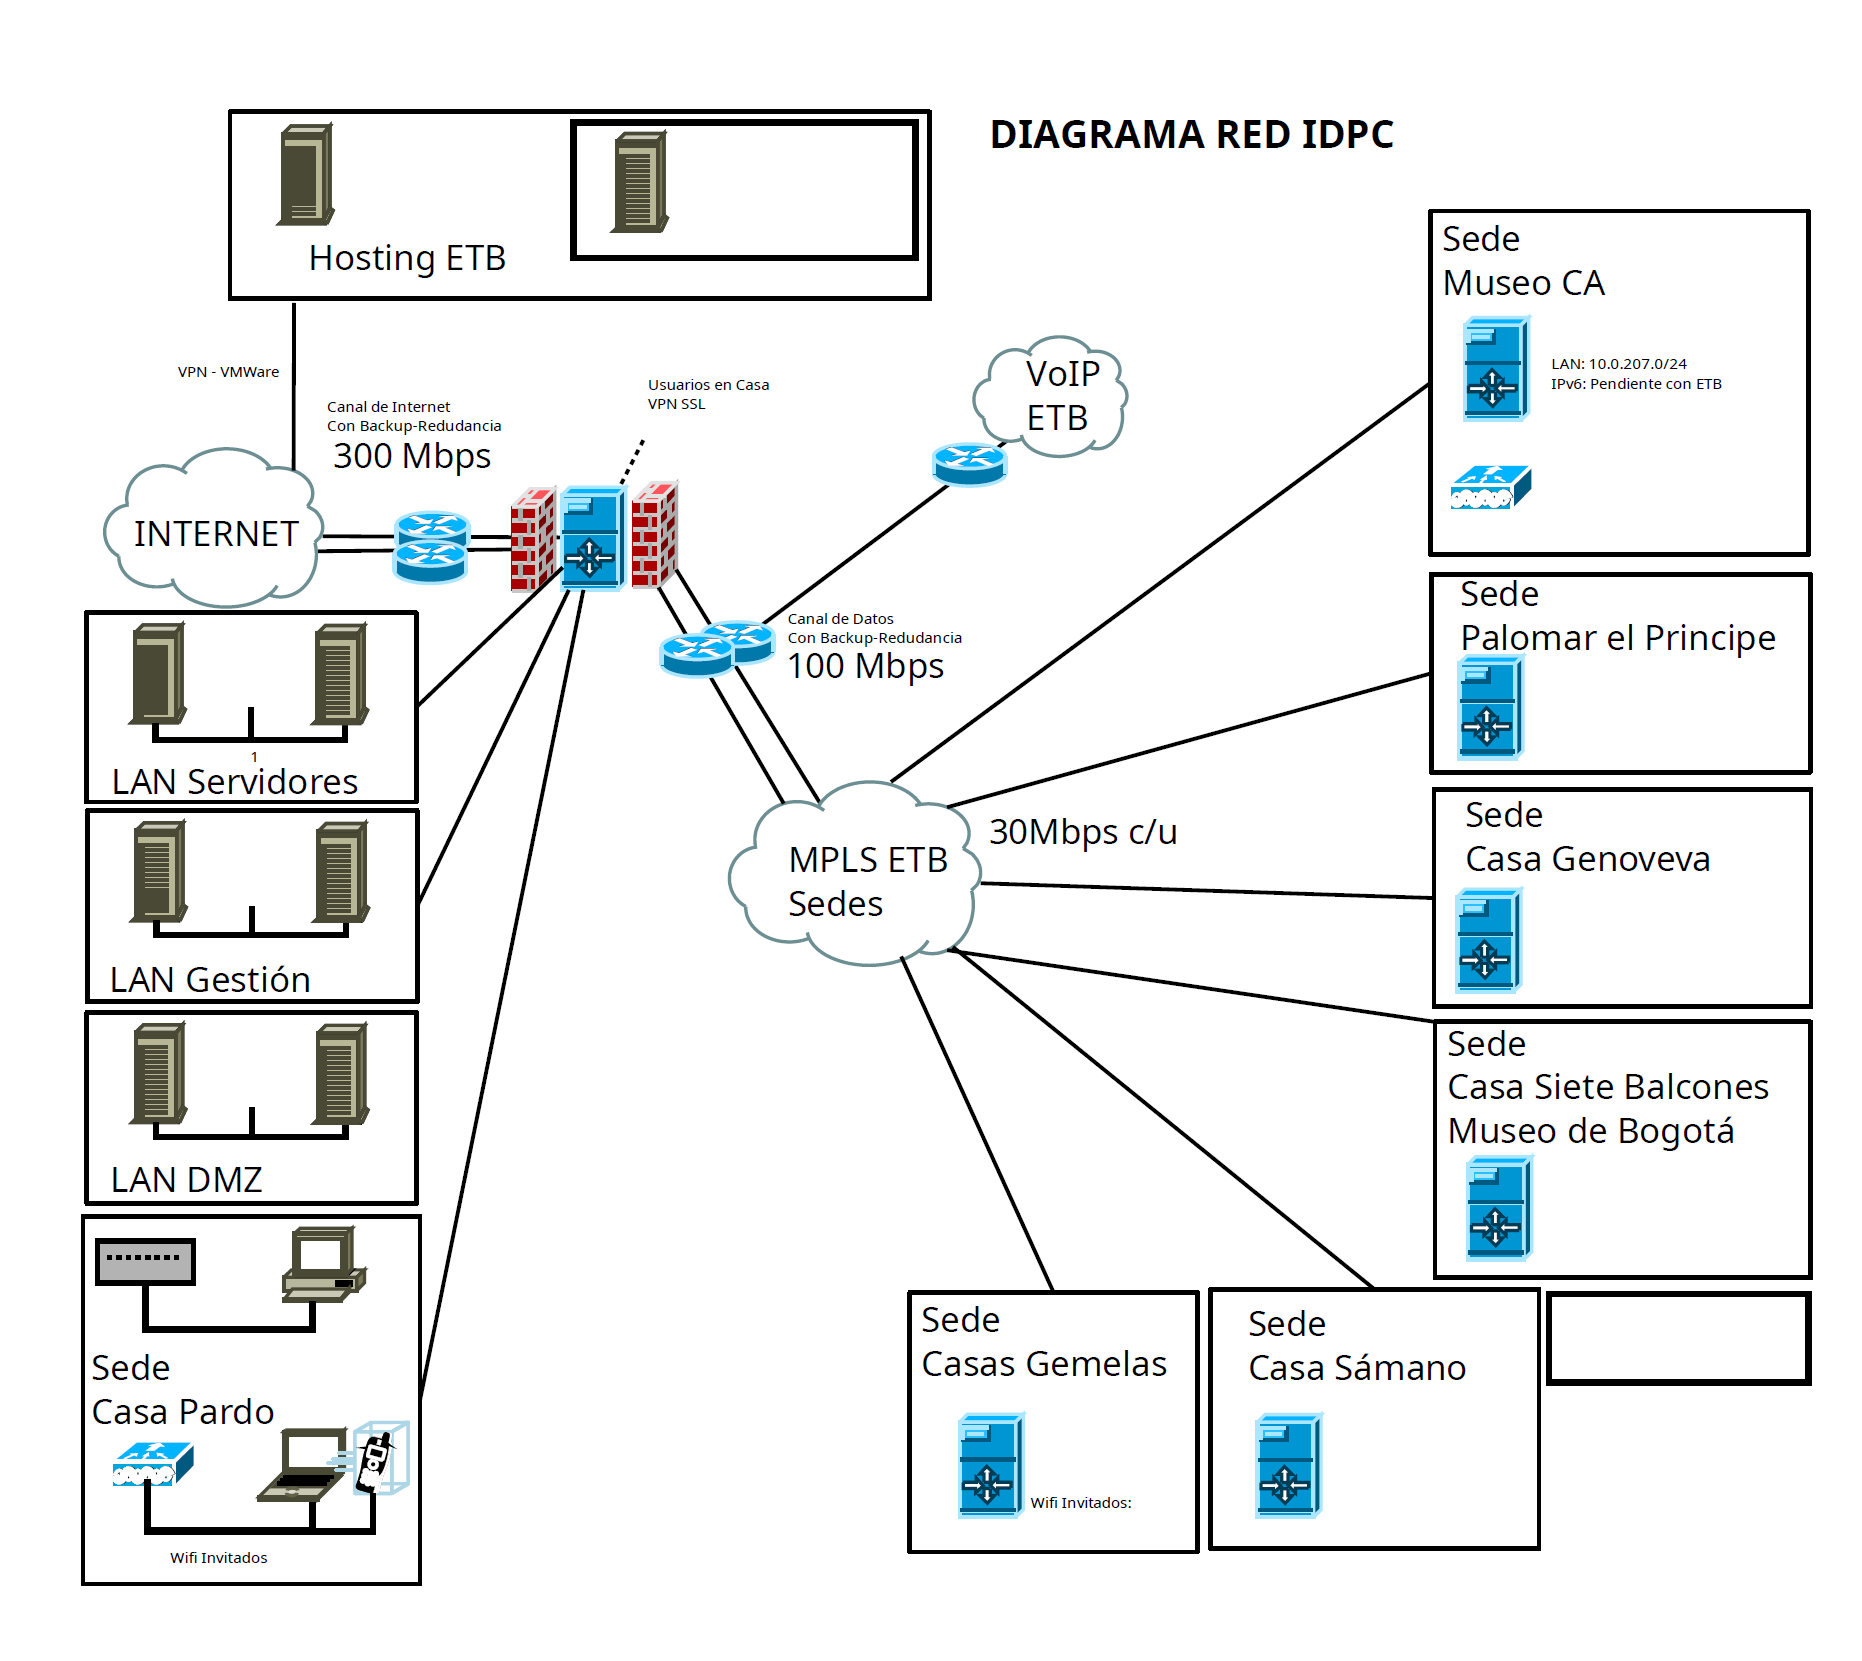 DIAGRAMA RED IDPC
Hosting ETB
VPN - VMWare
Canal de Internet
Con Backup-Redudancia
300 Mbps
Usuarios en Casa
VPN SSL
VoIP
ETB
INTERNET
Canal de Datos
Con Backup-Redudancia
100 Mbps
1
LAN Servidores
LAN Gestión
LAN DMZ
Sede
Casa Pardo
Wifi Invitados
MPLS ETB
Sedes
30Mbps c/u
Sede
Museo CA
LAN: 10.0.207.0/24
IPv6: Pendiente con ETB
Sede
Palomar el Principe
Sede
Casa Genoveva
Sede
Casa Siete Balcones
Museo de Bogotá
Sede
Casas Gemelas
Wifi Invitados:
Sede
Casa Sámano